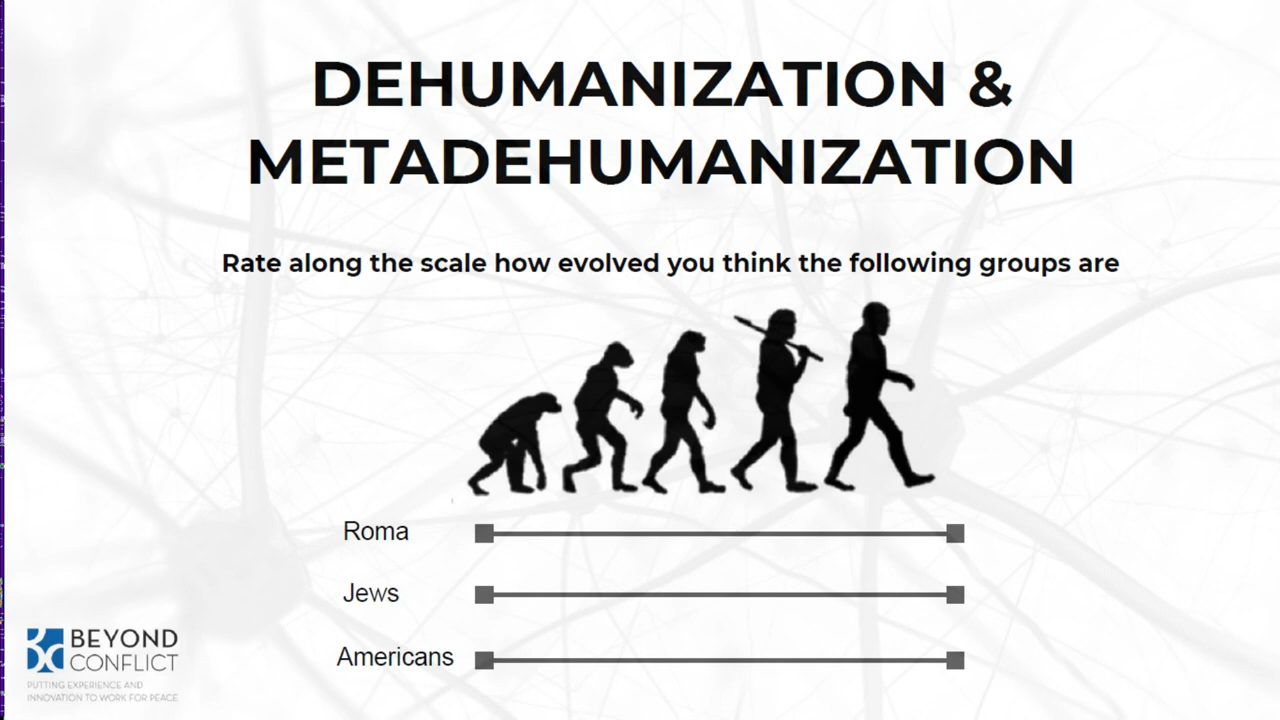 DEHUMANIZATION &
METADEHUMANIZATION
Rate along the scale how evolved you think the following groups are
Roma
Jews
Americans
BEYOND
CONFLICT
PUTTING EXPERIENCE AND
INNOVATION TO WORK FOR PEACE